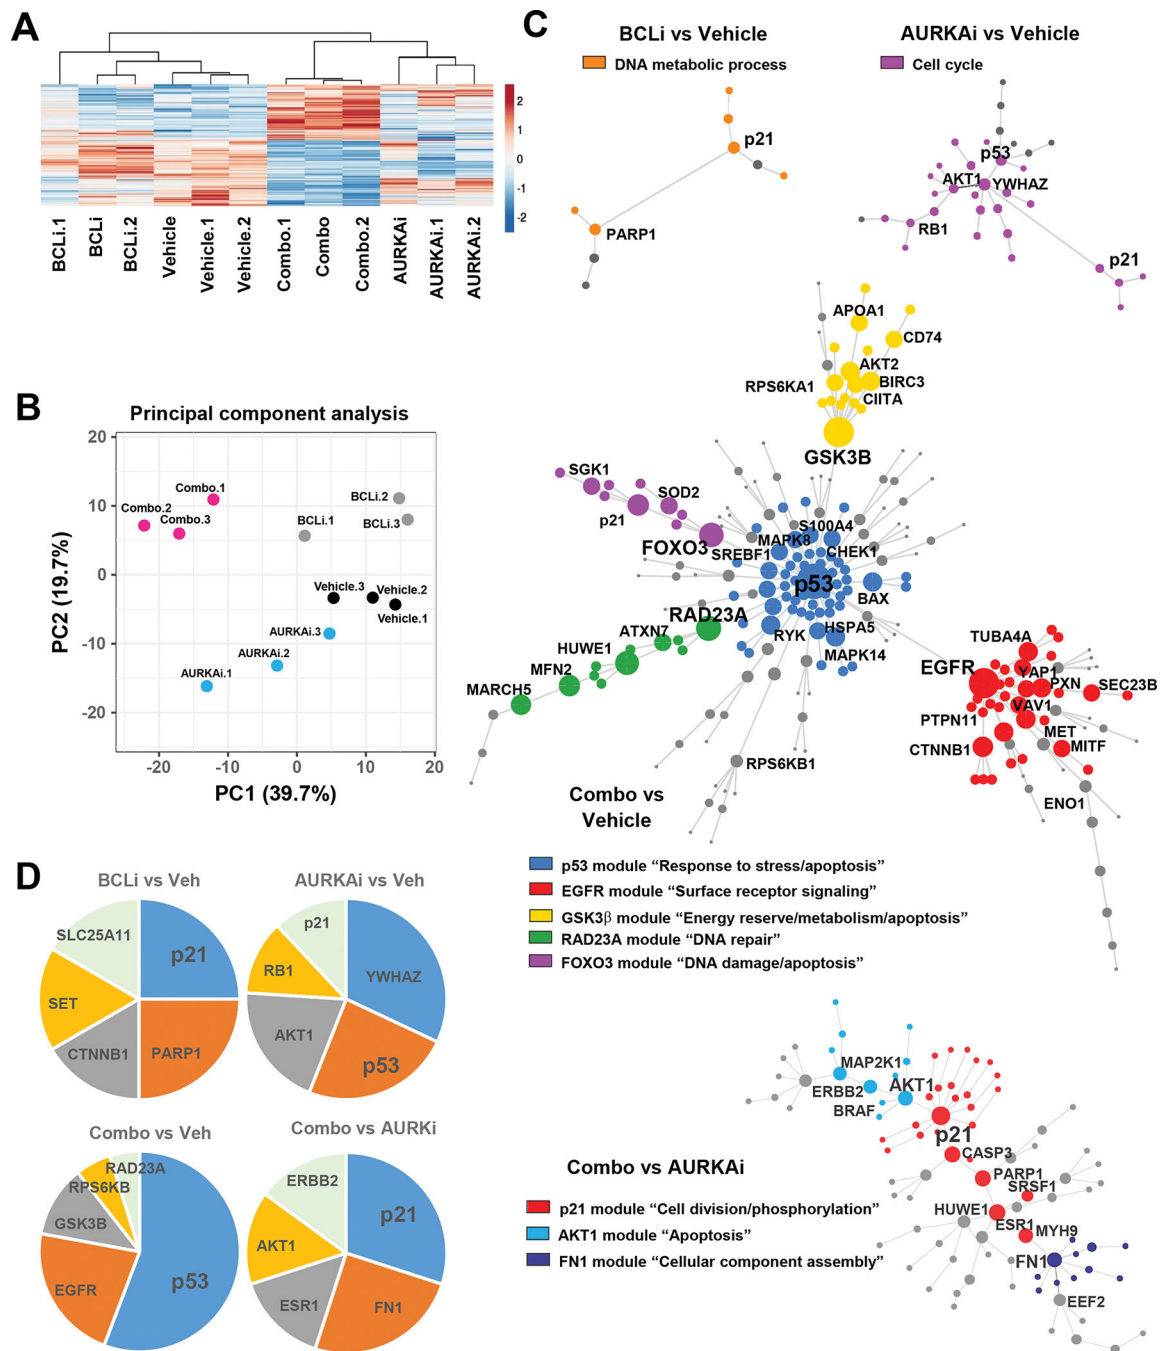 A
BCLi.1
BCLi
BCLi.2
Vehicle
Vehicle.1
Vehicle.2
Combo.1
Combo
Combo.2
AURKAi
AURKAi.1
AURKAi.2
2
1
0
-1
-2
B
Principal component analysis
PC2 (19.7%)
20
10
0
-10
-20
-20
-10
0
10
20
PC1 (39.7%)
Combo.1
Combo.2
Combo.3
BCLi.2
BCLi.1
BCLi.3
Vehicle.3
Vehicle.2
Vehicle.1
AURKAi.3
AURKAi.2
AURKAi.1
C
BCLi vs Vehicle
DNA metabolic process
p21
PARP1
AURKAi vs Vehicle
Cell cycle
p53
AKT1
YWHAZ
RB1
p21
APOA1
CD74
AKT2
RPS6KA1
BIRC3
CIITA
GSK3B
SGK1
SOD2
p21
FOXO3
S100A4
MAPK8
SREBF1
CHEK1
p53
BAX
RAD23A
ATXN7
HUWE1
MFN2
MARCH5
RYK
HSPA5
MAPK14
TUBA4A
EGFR
YAP1
PXN
SEC23B
VAV1
PTPN11
MET
CTNNB1
MITF
ENO1
RPS6KB1
Combo vs
Vehicle
p53 module “Response to stress/apoptosis”
EGFR module “Surface receptor signaling”
GSK3β module “Energy reserve/metabolism/apoptosis”
RAD23A module “DNA repair”
FOXO3 module “DNA damage/apoptosis”
MAP2K1
ERBB2
AKT1
BRAF
p21
CASP3
PARP1
SRSF1
HUWE1
ESR1
MYH9
FN1
EEF2
Combo vs AURKAi
p21 module “Cell division/phosphorylation”
AKT1 module “Apoptosis”
FN1 module “Cellular component assembly”
D
BCLi vs Veh
SLC25A11
p21
SET
CTNNB1
PARP1
AURKAi vs Veh
p21
RB1
YWHAZ
AKT1
p53
Combo vs Veh
RAD23A
RPS6KB
GSK3B
p53
EGFR
Combo vs AURKi
ERBB2
p21
AKT1
ESR1
FN1